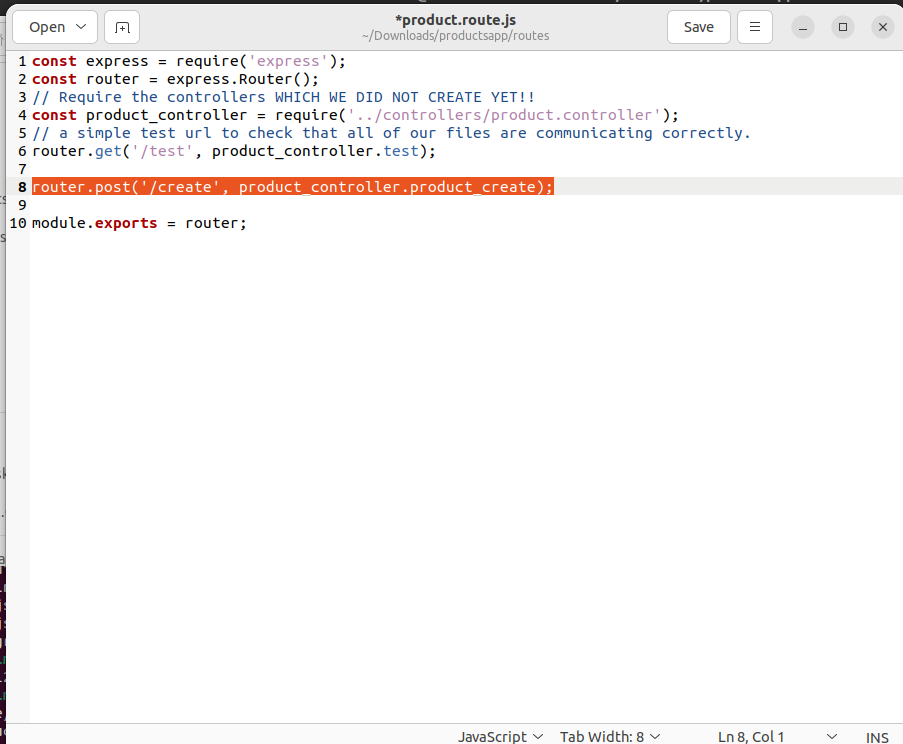 Open
*product.route.js
~/Downloads/productsapp/routes
Save
1 const express = require('express');
2 const router = express.Router();
3 // Require the controllers WHICH WE DID NOT CREATE YET!!
4 const product_controller = require('../controllers/product.controller');
5 // a simple test url to check that all of our files are communicating correctly.
6 router.get('/test', product_controller.test);
7
8 router.post('/create', product_controller.product_create);
9
10 module.exports = router;
JavaScript Tab Width: 8 Ln 8, Col 1 INS